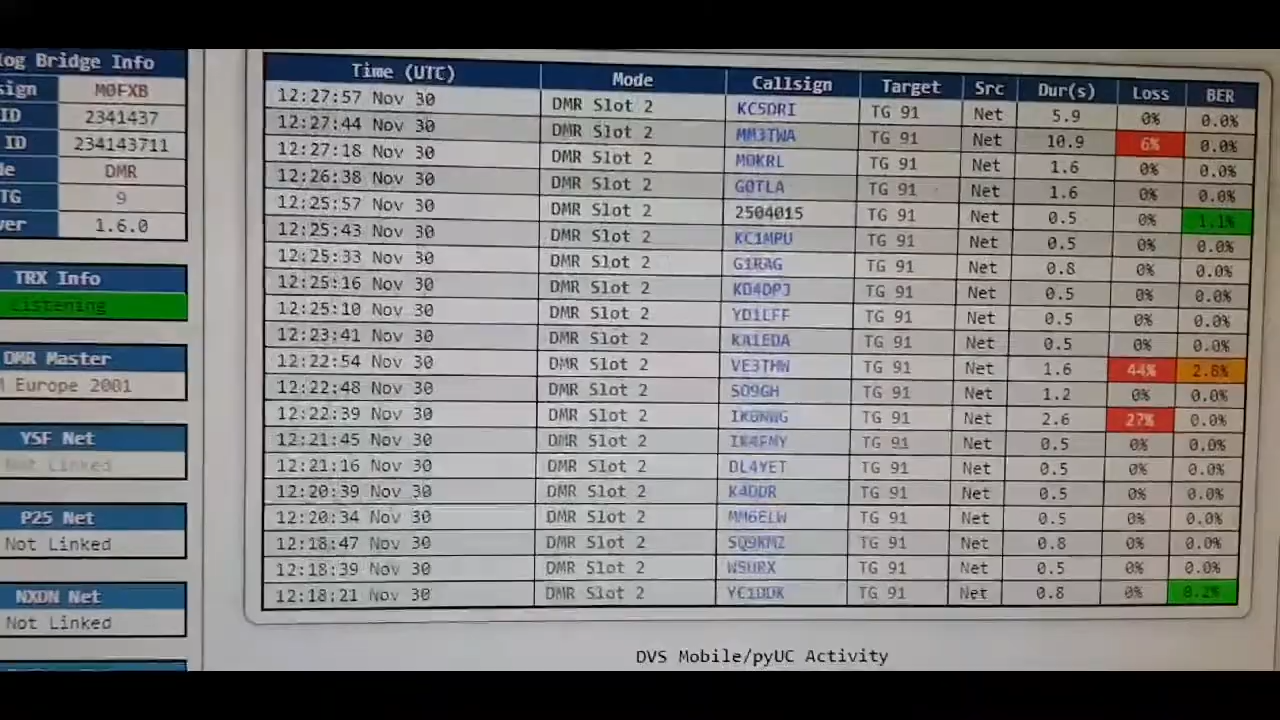 log Bridge Info
sign M0FXB
ID 2341437
ID 234143711
de DMR
TG 9
ver 1.6.0
TRX Info
Listening
DMR Master
M Europe 2001
YSF Net
Not Linked
P25 Net
Not Linked
NXDN Net
Not Linked
Time (UTC) Mode Callsign Target Src Dur(s) Loss BER
12:27:57 Nov 30 DMR Slot 2 KC5DRI TG 91 Net 5.9 0% 0.0%
12:27:44 Nov 30 DMR Slot 2 MM3TWA TG 91 Net 10.9 6% 0.0%
12:27:18 Nov 30 DMR Slot 2 M0KRL TG 91 Net 1.6 0% 0.0%
12:26:38 Nov 30 DMR Slot 2 G0TLA TG 91 Net 1.6 0% 0.0%
12:25:57 Nov 30 DMR Slot 2 2504015 TG 91 Net 0.5 0% 1.1%
12:25:43 Nov 30 DMR Slot 2 KC1MPU TG 91 Net 0.5 0% 0.0%
12:25:33 Nov 30 DMR Slot 2 G1RAG TG 91 Net 0.8 0% 0.0%
12:25:16 Nov 30 DMR Slot 2 KD4DPJ TG 91 Net 0.5 0% 0.0%
12:25:10 Nov 30 DMR Slot 2 YD1LFF TG 91 Net 0.5 0% 0.0%
12:23:41 Nov 30 DMR Slot 2 KA1EDA TG 91 Net 0.5 0% 0.0%
12:22:54 Nov 30 DMR Slot 2 VE3THW TG 91 Net 1.6 44% 2.8%
12:22:48 Nov 30 DMR Slot 2 SO9GH TG 91 Net 1.2 0% 0.0%
12:22:39 Nov 30 DMR Slot 2 TG 91 Net 2.6 27% 0.0%
12:21:45 Nov 30 DMR Slot 2 IK4FMY TG 91 Net 0.5 0% 0.0%
12:21:16 Nov 30 DMR Slot 2 DL4YET TG 91 Net 0.5 0% 0.0%
12:20:39 Nov 30 DMR Slot 2 K4DDR TG 91 Net 0.5 0% 0.0%
12:20:34 Nov 30 DMR Slot 2 MM6ELW TG 91 Net 0.5 0% 0.0%
12:18:47 Nov 30 DMR Slot 2 SQ9KMZ TG 91 Net 0.8 0% 0.0%
12:18:39 Nov 30 DMR Slot 2 TG 91 Net 0.5 0% 0.0%
12:18:21 Nov 30 DMR Slot 2 TG 91 Net 0.8 0% 0.2%
DVS Mobile/pyUC Activity